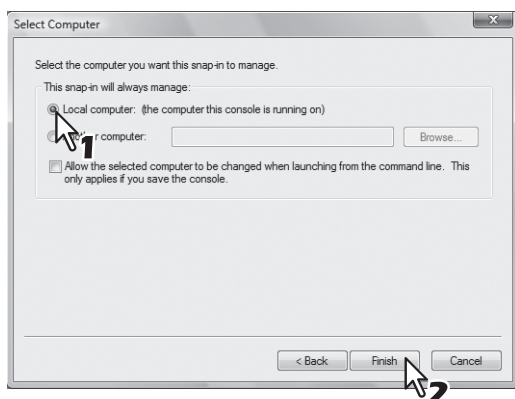 Select Computer
Select the computer you want this snap-in to manage.
This snap-in will always manage:
Local computer: (the computer this console is running on)
computer:
Browse...
Allow the selected computer to be changed when launching from the command line. This
only applies if you save the console.
1
< Back
Finish
Cancel
2